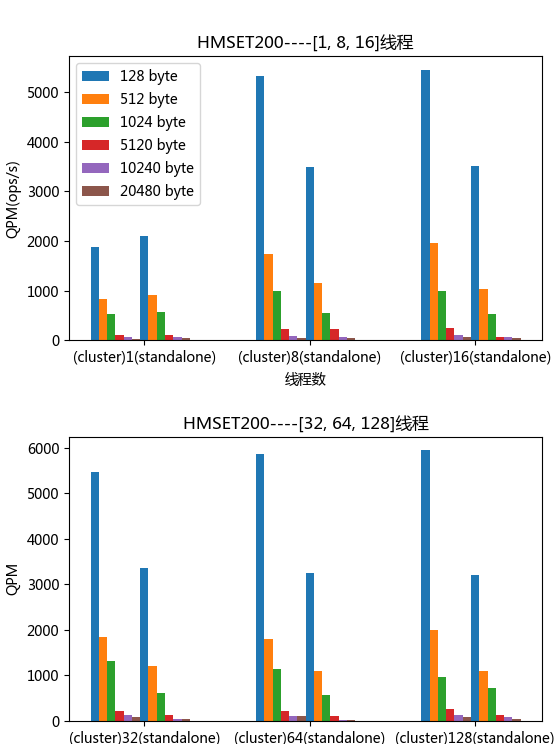 HMSET200----[1, 8, 16]线程
QPM(ops/s)
5000
4000
3000
2000
1000
0
128 byte
512 byte
1024 byte
5120 byte
10240 byte
20480 byte
(cluster)1(standalone)
(cluster)8(standalone)
(cluster)16(standalone)
线程数
HMSET200----[32, 64, 128]线程
QPM
6000
5000
4000
3000
2000
1000
0
(cluster)32(standalone)
(cluster)64(standalone)
(cluster)128(standalone)